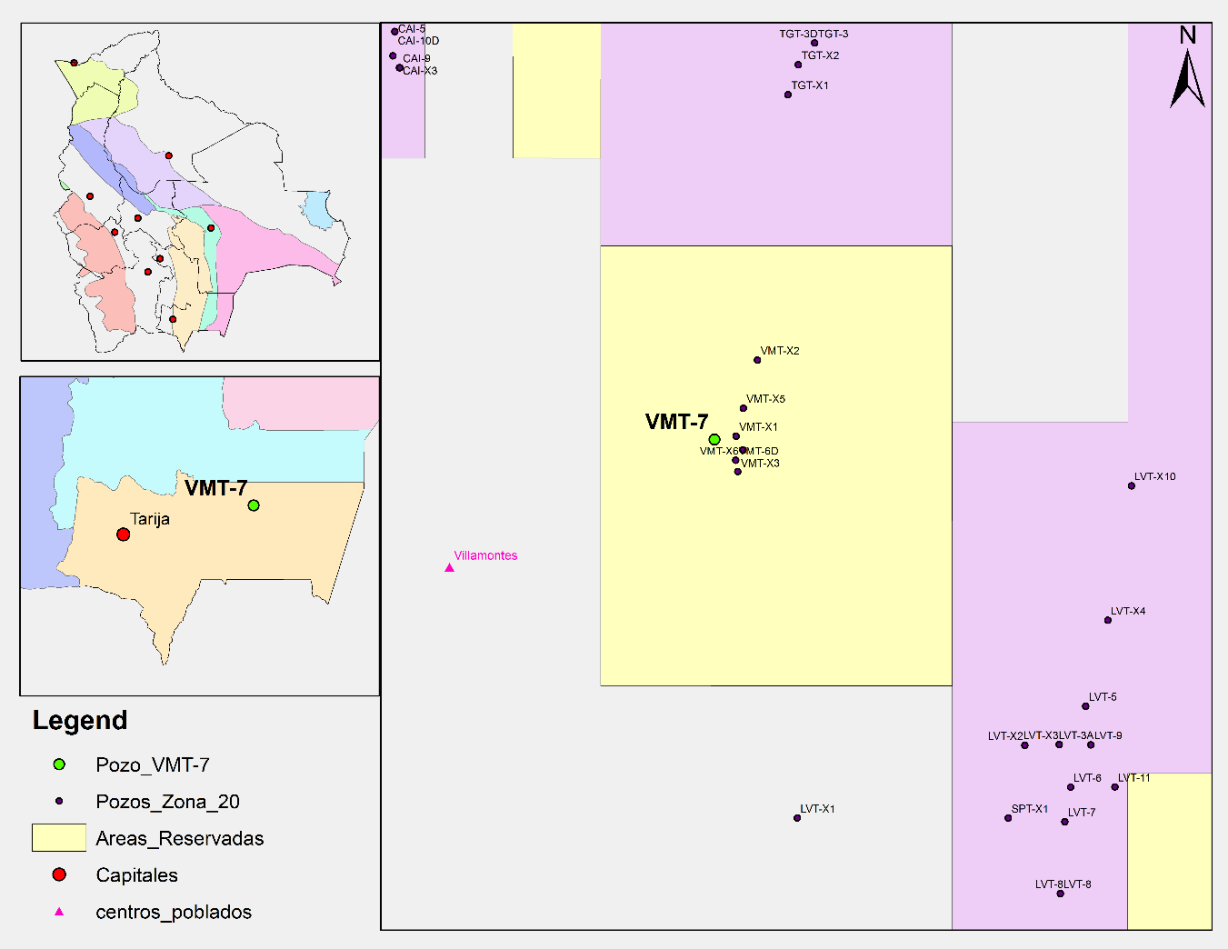 CAI-5
CAI-10D
CAI-9
CAI-X3
TGT-3DTGT-3
TGT-X2
TGT-X1
N
VMT-X2
VMT-X5
VMT-7
VMT-X1
VMT-X6
MT-6D
VMT-X3
LVT-X10
VMT-7
Tarija
Villamontes
LVT-X4
LVT-5
LVT-X2LVT-X3LVT-3ALVT-9
LVT-6
LVT-11
LVT-X1
SPT-X1
LVT-7
LVT-8LVT-8
Legend
Pozo_VMT-7
Pozos_Zona_20
Areas_Reservadas
Capitales
centros_poblados